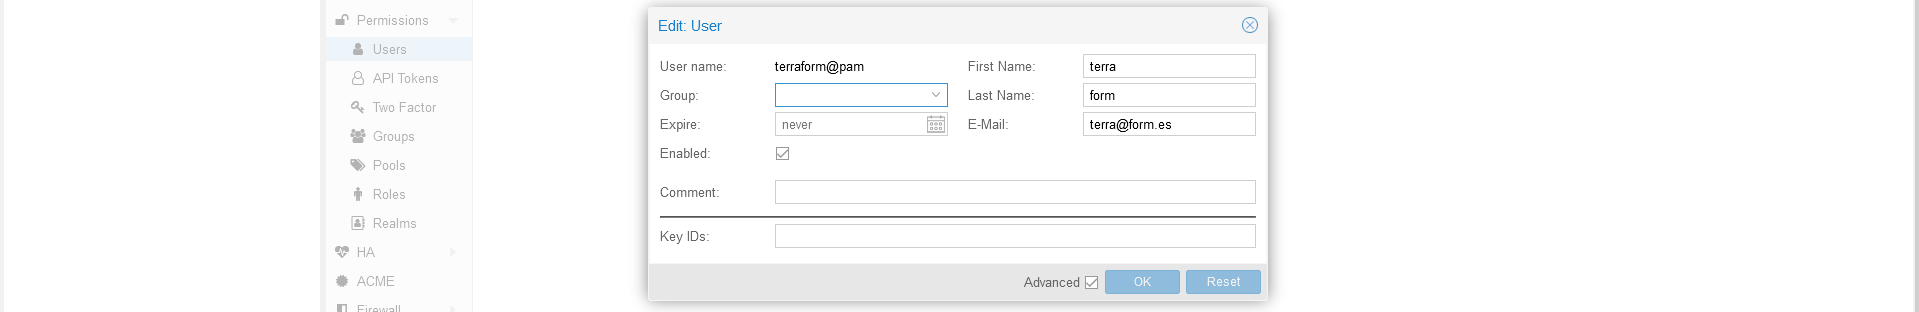 Permissions
Users
API Tokens
Two Factor
Groups
Pools
Roles
Realms
HA
ACME
Firewall
Edit: User
User name: terraform@pam
Group:
Expire: never
Enabled:
First Name: terra
Last Name: form
E-Mail: terra@form.es
Comment:
Key IDs:
Advanced OK Reset